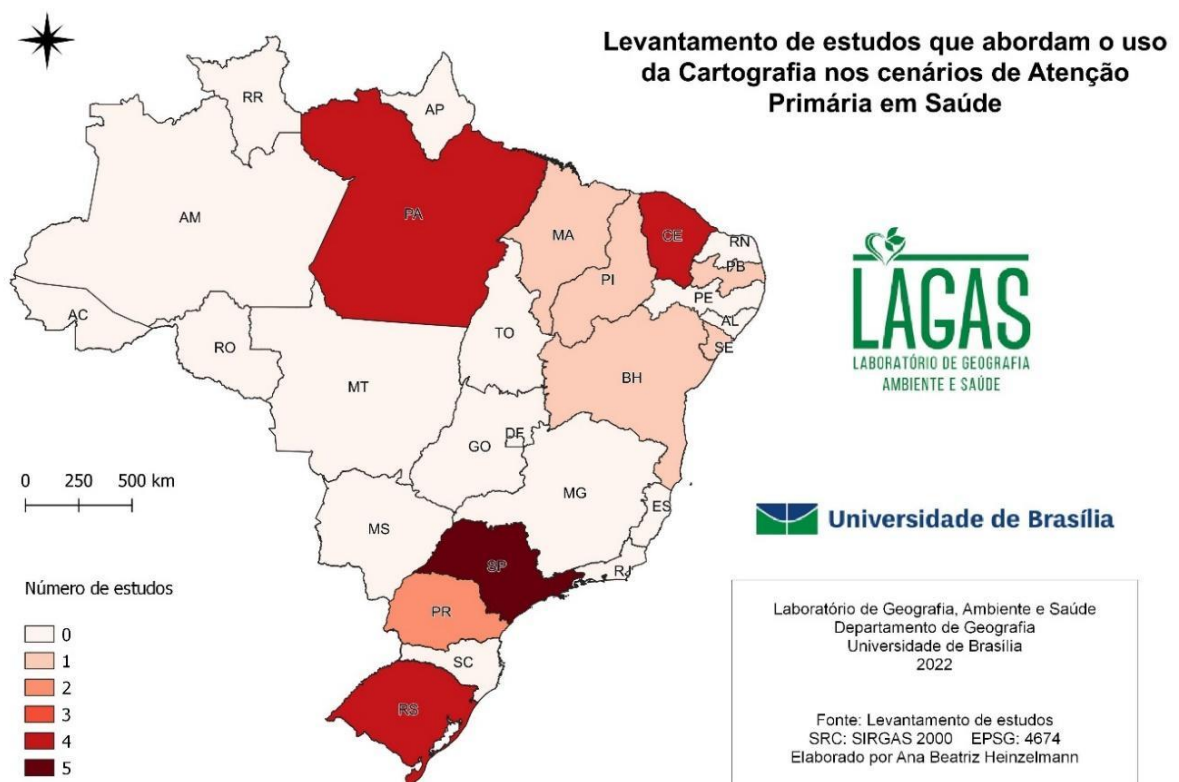 Levantamento de estudos que abordam o uso
da Cartografia nos cenários de Atenção
Primária em Saúde
RR
AP
AM
PA
MA
CE
RN
PB
PI
PE
AL
SE
AC
RO
TO
BH
MT
GO
DF
MG
ES
MS
SP
RJ
PR
SC
RS
LAGAS
LABORATÓRIO DE GEOGRAFIA
AMBIENTE E SAÚDE
0 250 500 km
Universidade de Brasília
Número de estudos
0
1
2
3
4
5
Laboratório de Geografia, Ambiente e Saúde
Departamento de Geografia
Universidade de Brasília
2022
Fonte: Levantamento de estudos
SRC: SIRGAS 2000 EPSG: 4674
Elaborado por Ana Beatriz Heinzelmann